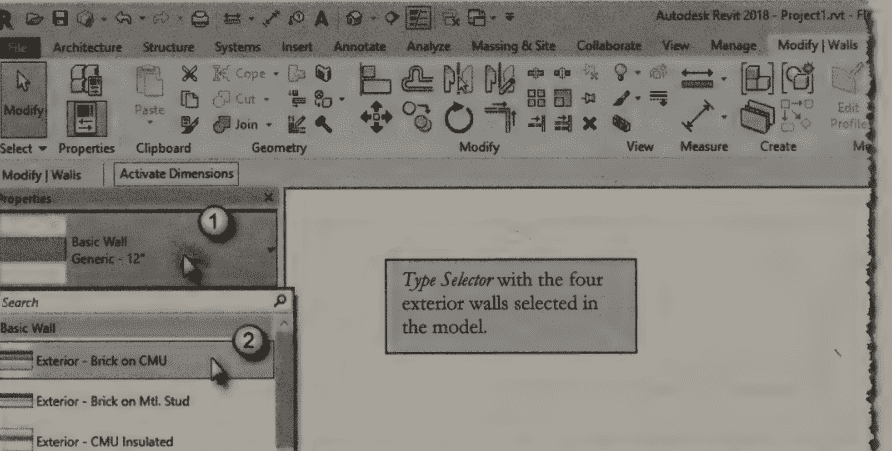 Autodesk Revit 2018 - Project1.rvt -
File Architecture Structure Systems Insert Annotate Analyze Massing & Site Collaborate View Manage Modify | Walls
Modify
Paste
Cope
Cut
Join
Edit
Profile
Select Properties Clipboard Geometry Modify View Measure Create
Modify | Walls Activate Dimensions
Properties
1
Basic Wall
Generic - 12"
Search
Basic Wall
2
Exterior - Brick on CMU
Exterior - Brick on Mtl. Stud
Exterior - CMU Insulated
Type Selector with the four
exterior walls selected in
the model.